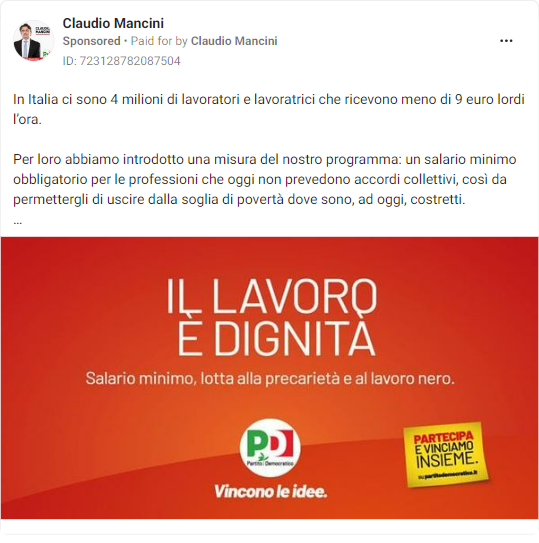 Claudio Mancini
Sponsored • Paid for by Claudio Mancini
ID: 723128782087504
In Italia ci sono 4 milioni di lavoratori e lavoratrici che ricevono meno di 9 euro lordi
l'ora.
Per loro abbiamo introdotto una misura del nostro programma: un salario minimo
obbligatorio per le professioni che oggi non prevedono accordi collettivi, così da
permettergli di uscire dalla soglia di povertà dove sono, ad oggi, costretti.
...
IL LAVORO
È DIGNITÀ
Salario minimo, lotta alla precarietà e al lavoro nero.
PD
Partito Democratico
Vincono le idee.
PARTECIPA
E VINCIAMO
INSIEME.
Su partitodemocratico.it